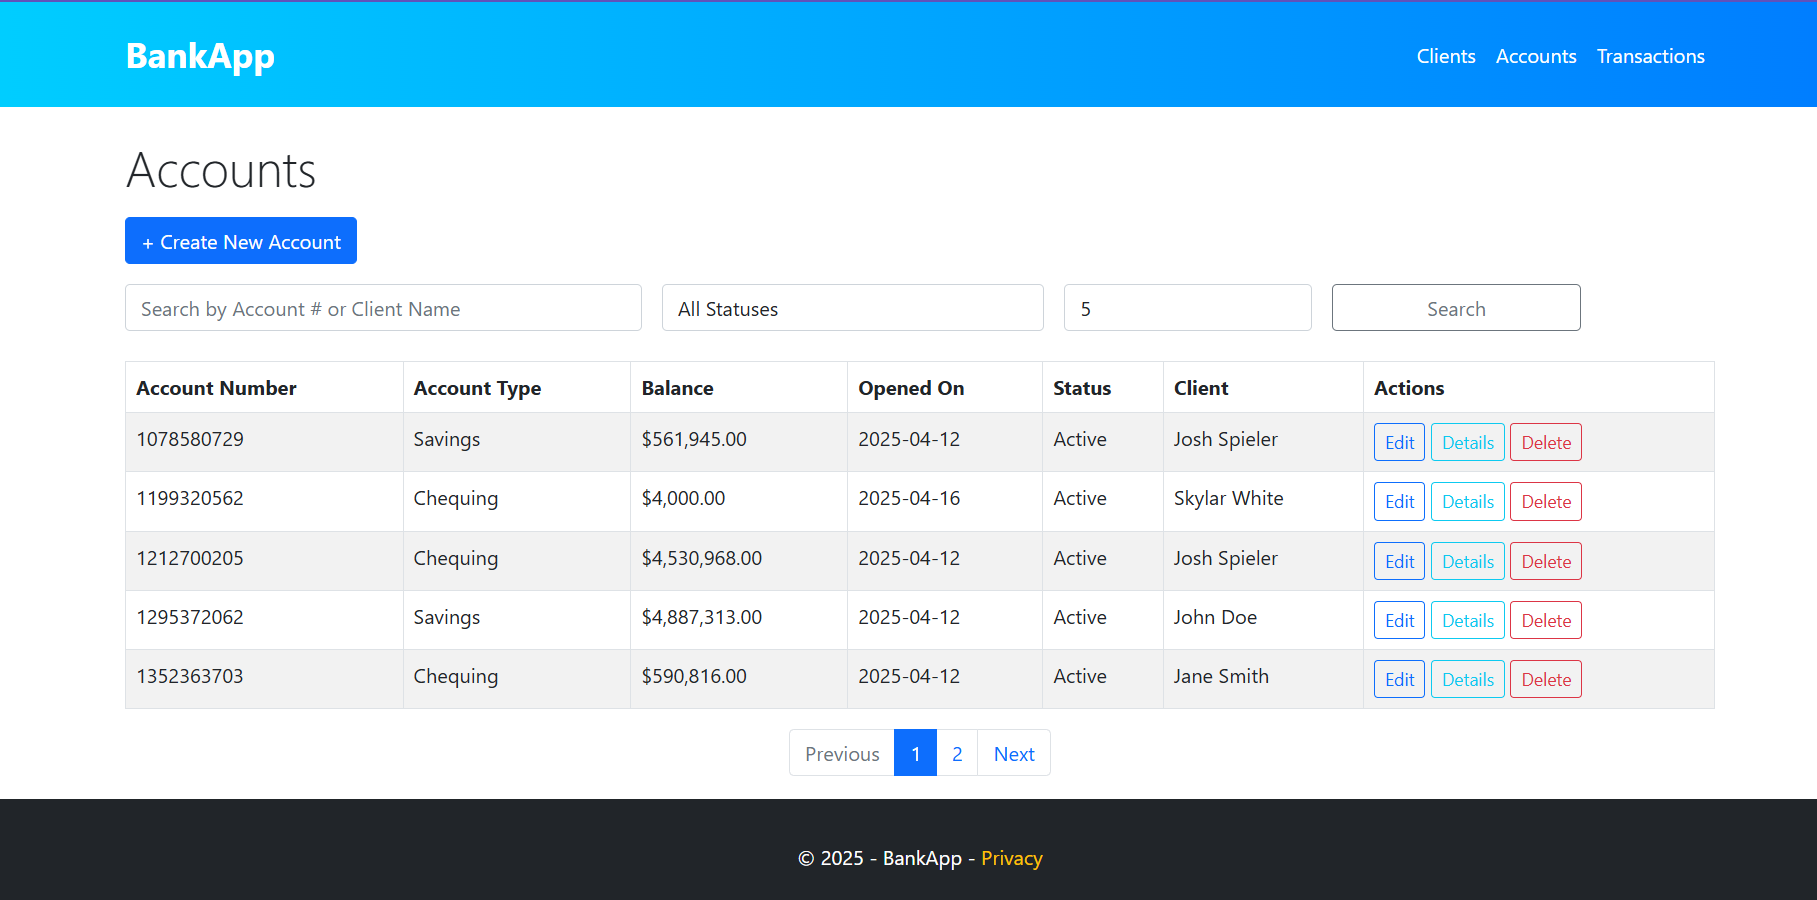 BankApp
Clients Accounts Transactions
Accounts
+ Create New Account
Search by Account # or Client Name All Statuses 5 Search
Account Number Account Type Balance Opened On Status Client Actions
1078580729 Savings $561,945.00 2025-04-12 Active Josh Spieler Edit Details Delete
1199320562 Chequing $4,000.00 2025-04-16 Active Skylar White Edit Details Delete
1212700205 Chequing $4,530,968.00 2025-04-12 Active Josh Spieler Edit Details Delete
1295372062 Savings $4,887,313.00 2025-04-12 Active John Doe Edit Details Delete
1352363703 Chequing $590,816.00 2025-04-12 Active Jane Smith Edit Details Delete
Previous 1 2 Next
© 2025 - BankApp - Privacy